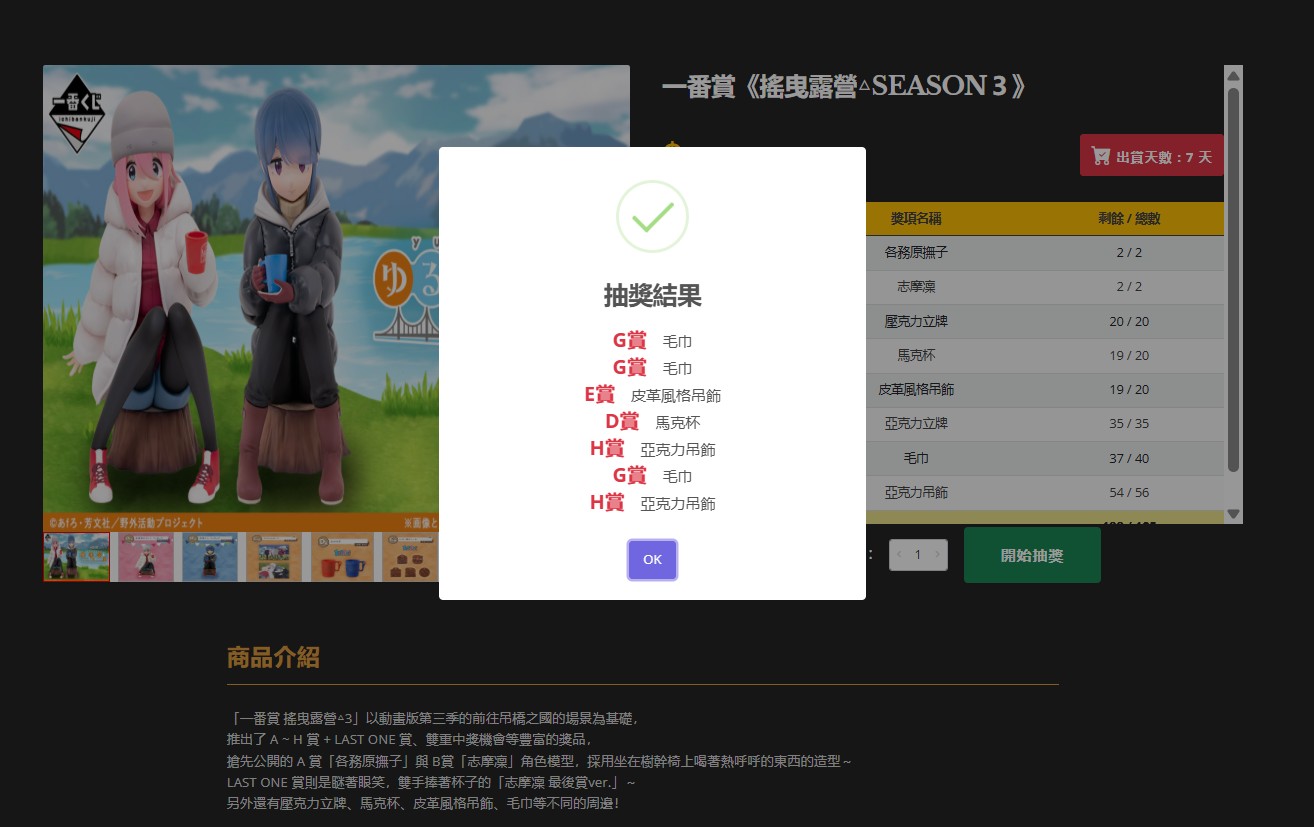 一番くじ
ichibankuji
ゆる
©あfろ・芳文社／野外活動プロジェクト
※画像と
一番賞《搖曳露營△SEASON 3 》
出貨天數：7 天
獎項名稱 剩餘 / 總數
各務原撫子 2 / 2
志摩凜 2 / 2
壓克力立牌 20 / 20
馬克杯 19 / 20
皮革風格吊飾 19 / 20
亞克力立牌 35 / 35
毛巾 37 / 40
亞克力吊飾 54 / 56
抽獎結果
G賞 毛巾
G賞 毛巾
E賞 皮革風格吊飾
D賞 馬克杯
H賞 亞克力吊飾
G賞 毛巾
H賞 亞克力吊飾
OK
： 1
開始抽獎
商品介紹
「一番賞 搖曳露營△3」以動畫版第三季的前往吊橋之國的場景為基礎，
推出了 A ~ H 賞 + LAST ONE 賞、雙重中獎機會等豐富的獎品，
搶先公開的 A 賞「各務原撫子」與 B賞「志摩凜」角色模型，採用坐在樹幹椅上喝著熱呼呼的東西的造型～
LAST ONE 賞則是瞇著眼笑，雙手捧著杯子的「志摩凜 最後賞ver.」～
另外還有壓克力立牌、馬克杯、皮革風格吊飾、毛巾等不同的周邊！